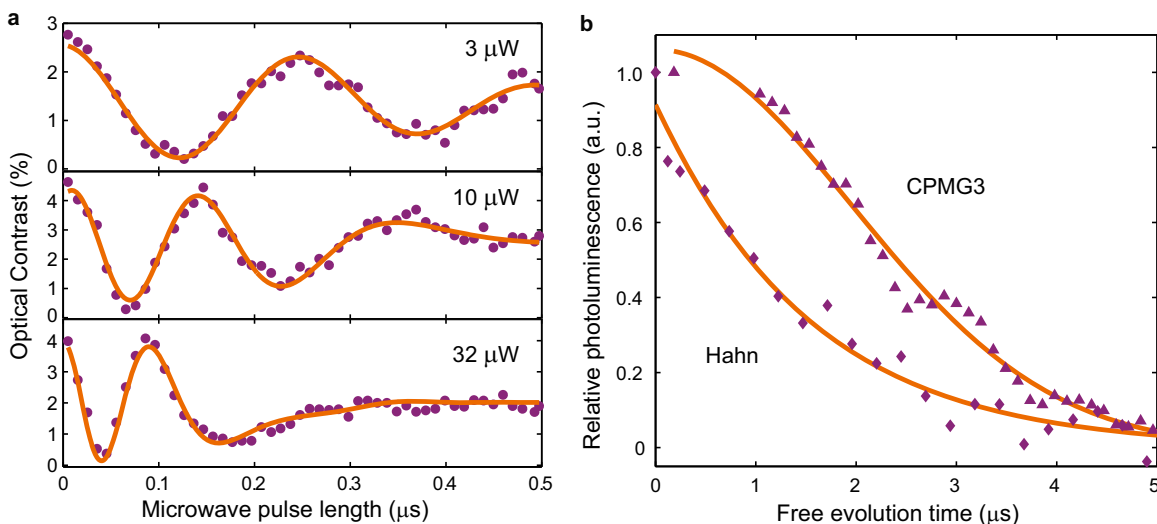 a
3
2
1
0
3 μW
4
3
2
1
0
10 μW
4
3
2
1
0
32 μW
Optical Contrast (%)
0 0.1 0.2 0.3 0.4 0.5
Microwave pulse length (μs)
b
1.0
0.8
0.6
0.4
0.2
0
Relative photoluminescence (a.u.)
CPMG3
Hahn
0 1 2 3 4 5
Free evolution time (μs)